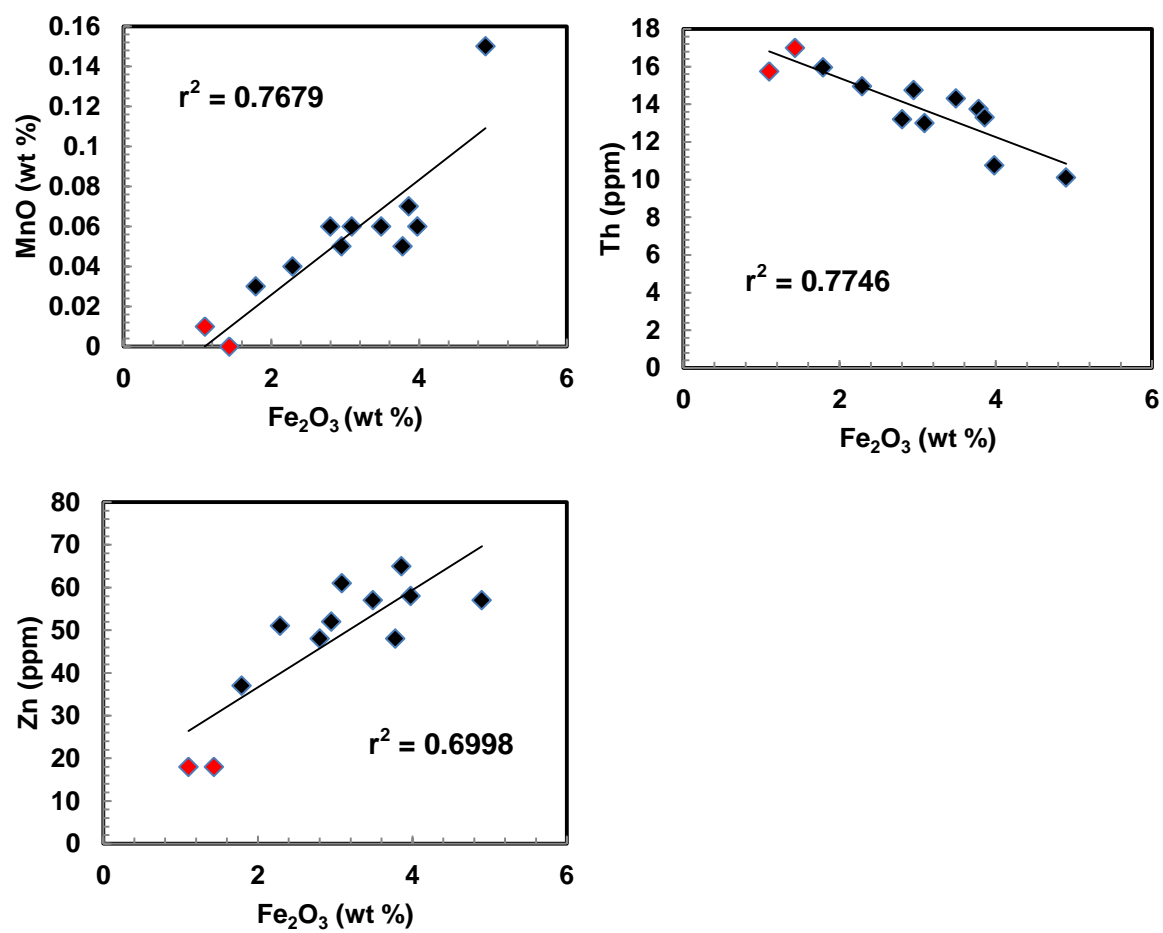 0.16
0.14
0.12
0.1
0.08
0.06
0.04
0.02
0
MnO (wt %)
r² = 0.7679
0 2 4 6
Fe₂O₃ (wt %)
18
16
14
12
10
8
6
4
2
0
Th (ppm)
r² = 0.7746
0 2 4 6
Fe₂O₃ (wt %)
80
70
60
50
40
30
20
10
0
Zn (ppm)
r² = 0.6998
0 2 4 6
Fe₂O₃ (wt %)